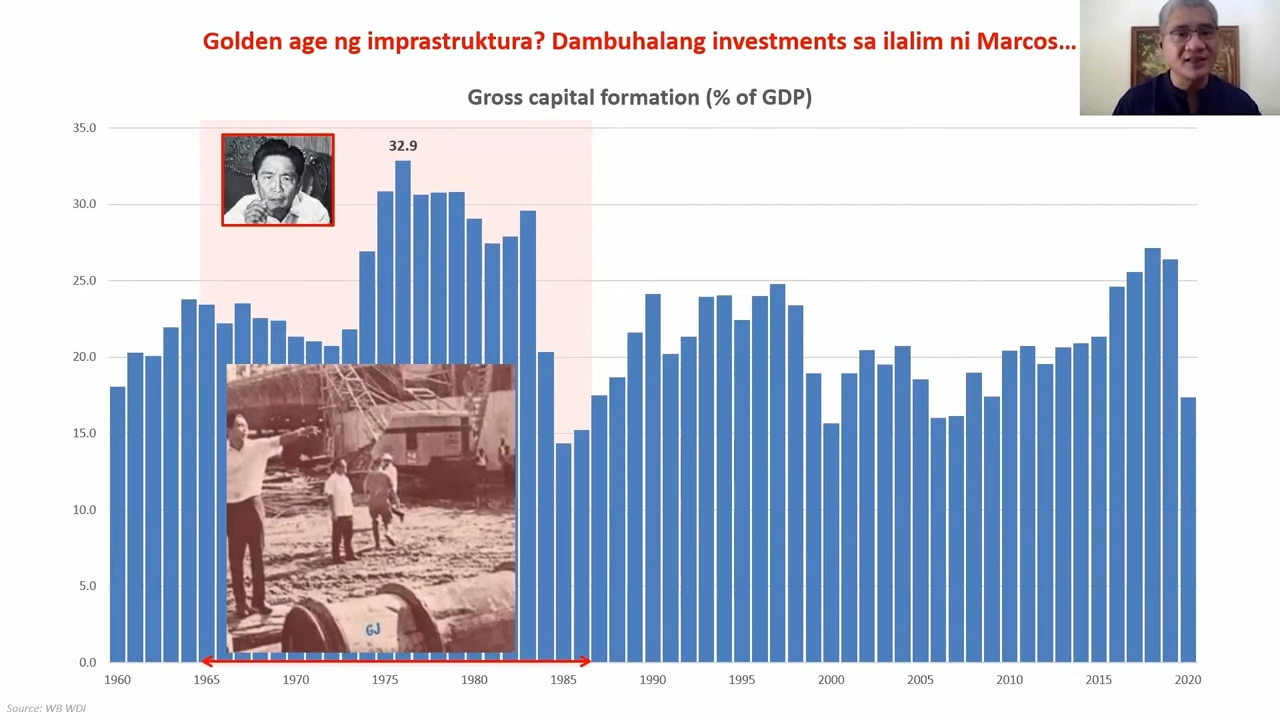 Golden age ng imprastruktura? Dambuhalang investments sa ilalim ni Marcos…
Gross capital formation (% of GDP)
35.0
32.9
30.0
25.0
20.0
15.0
10.0
5.0
GJ
0.0
1960 1965 1970 1975 1980 1985 1990 1995 2000 2005 2010 2015 2020
Source: WB WDI